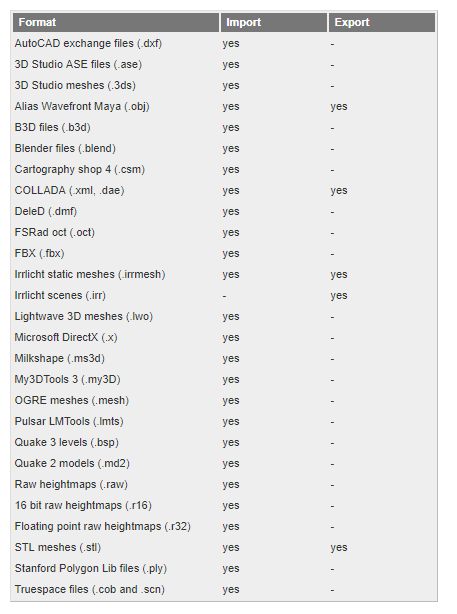 Format Import Export
AutoCAD exchange files (.dxf) yes -
3D Studio ASE files (.ase) yes -
3D Studio meshes (.3ds) yes -
Alias Wavefront Maya (.obj) yes yes
B3D files (.b3d) yes -
Blender files (.blend) yes -
Cartography shop 4 (.csm) yes -
COLLADA (.xml, .dae) yes yes
DeleD (.dmf) yes -
FSRad oct (.oct) yes -
FBX (.fbx) yes -
Irrlicht static meshes (.irrmesh) yes yes
Irrlicht scenes (.irr) - yes
Lightwave 3D meshes (.lwo) yes -
Microsoft DirectX (.x) yes -
Milkshape (.ms3d) yes -
My3DTools 3 (.my3D) yes -
OGRE meshes (.mesh) yes -
Pulsar LMTools (.lmts) yes -
Quake 3 levels (.bsp) yes -
Quake 2 models (.md2) yes -
Raw heightmaps (.raw) yes -
16 bit raw heightmaps (.r16) yes -
Floating point raw heightmaps (.r32) yes -
STL meshes (.stl) yes yes
Stanford Polygon Lib files (.ply) yes -
Truespace files (.cob and .scn) yes -